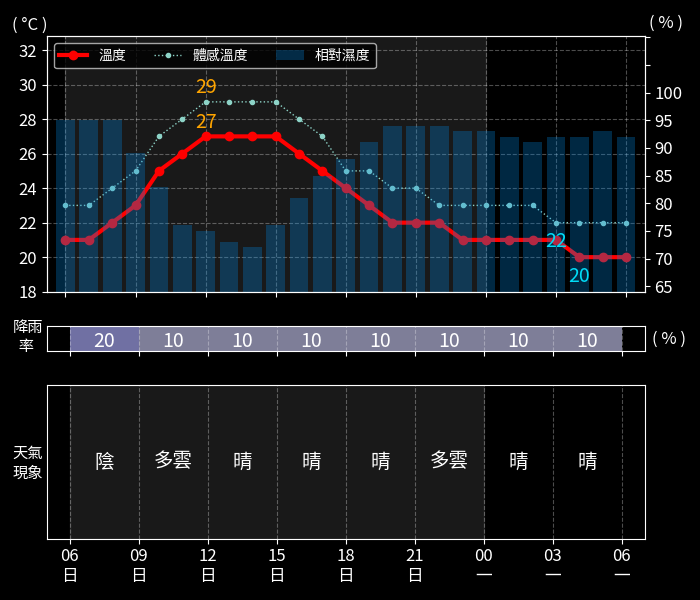 ( °C )
( % )
溫度
體感溫度
相對濕度
32
30
28
26
24
22
20
18
100
95
90
85
80
75
70
65
29
27
22
20
降雨
率
20 10 10 10 10 10 10 10
( % )
天氣
現象
陰 多雲 晴 晴 晴 多雲 晴 晴
06 09 12 15 18 21 00 03 06
日 日 日 日 日 日 一 一 一